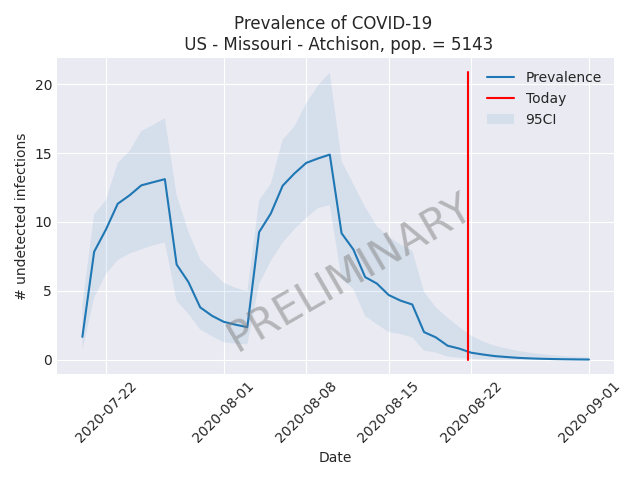 Prevalence of COVID-19
US - Missouri - Atchison, pop. = 5143
# undetected infections
20
15
10
5
0
Prevalence
Today
95CI
PRELIMINARY
2020-07-22
2020-08-01
2020-08-08
2020-08-15
2020-08-22
2020-09-01
Date